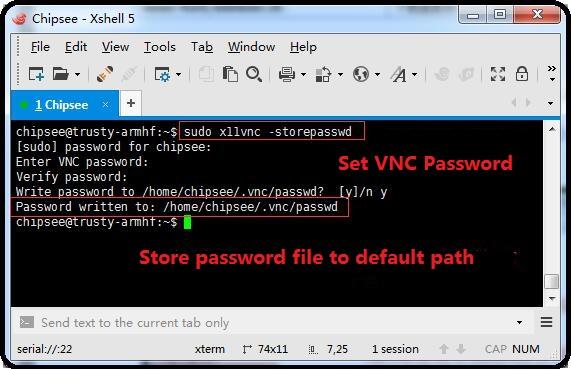 Chipsee - Xshell 5
File Edit View Tools Tab Window Help
1 Chipsee
chipsee@trusty-armhf:~$ sudo x11vnc -storepasswd
[sudo] password for chipsee:
Enter VNC password:
Verify password:
Write password to /home/chipsee/.vnc/passwd?  [y]/n y
Password written to: /home/chipsee/.vnc/passwd
chipsee@trusty-armhf:~$
Set VNC Password
Store password file to default path
Send text to the current tab only
serial://:22 xterm 74x11 7,25 1 session CAP NUM